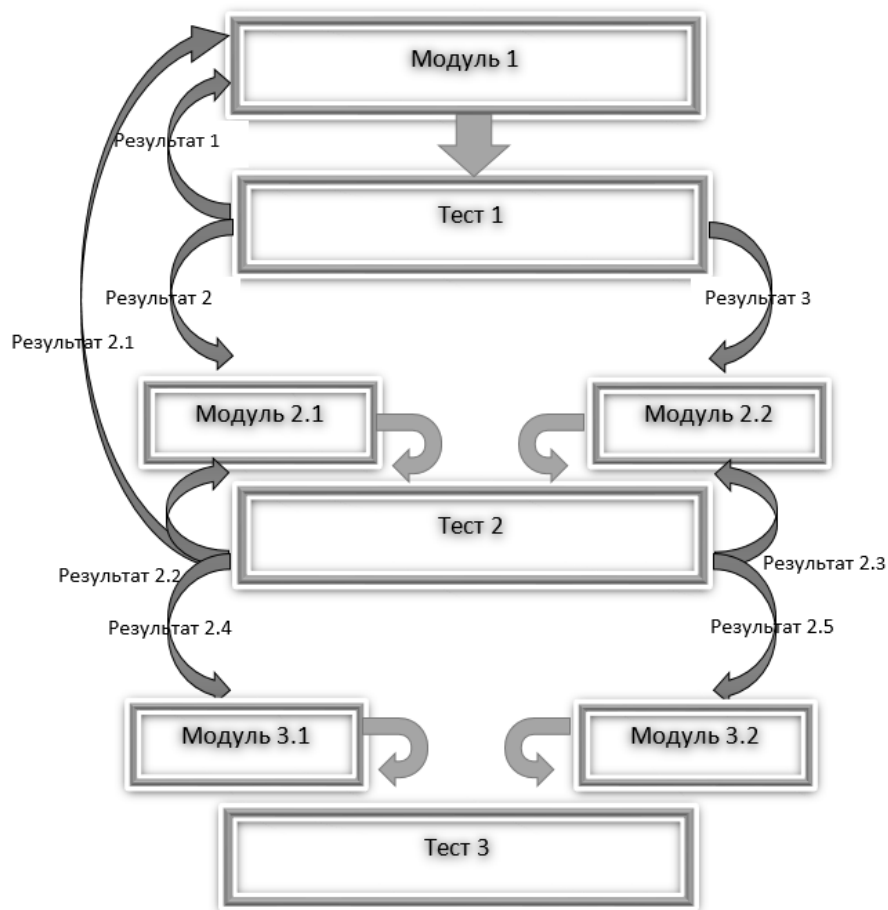 Модуль 1
Результат 1
Тест 1
Результат 2
Результат 3
Результат 2.1
Модуль 2.1
Модуль 2.2
Тест 2
Результат 2.2
Результат 2.3
Результат 2.4
Результат 2.5
Модуль 3.1
Модуль 3.2
Тест 3